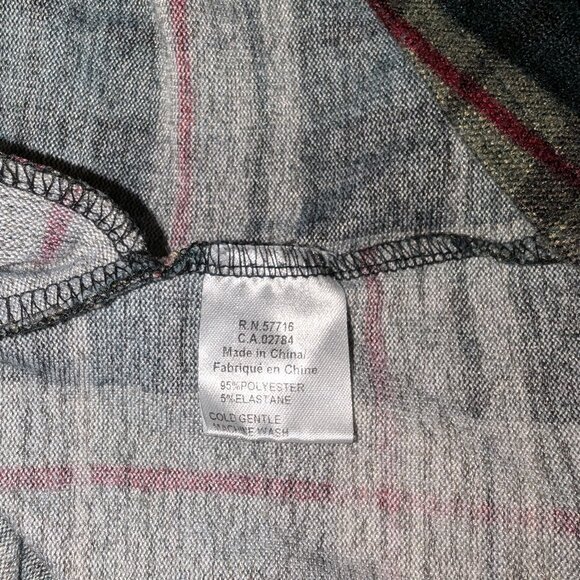 R.N.57716
C.A.02784
Made in China/
Fabriqué en Chine
95%POLYESTER
5%ELASTANE
COLD GENTLE
MACHINE WASH